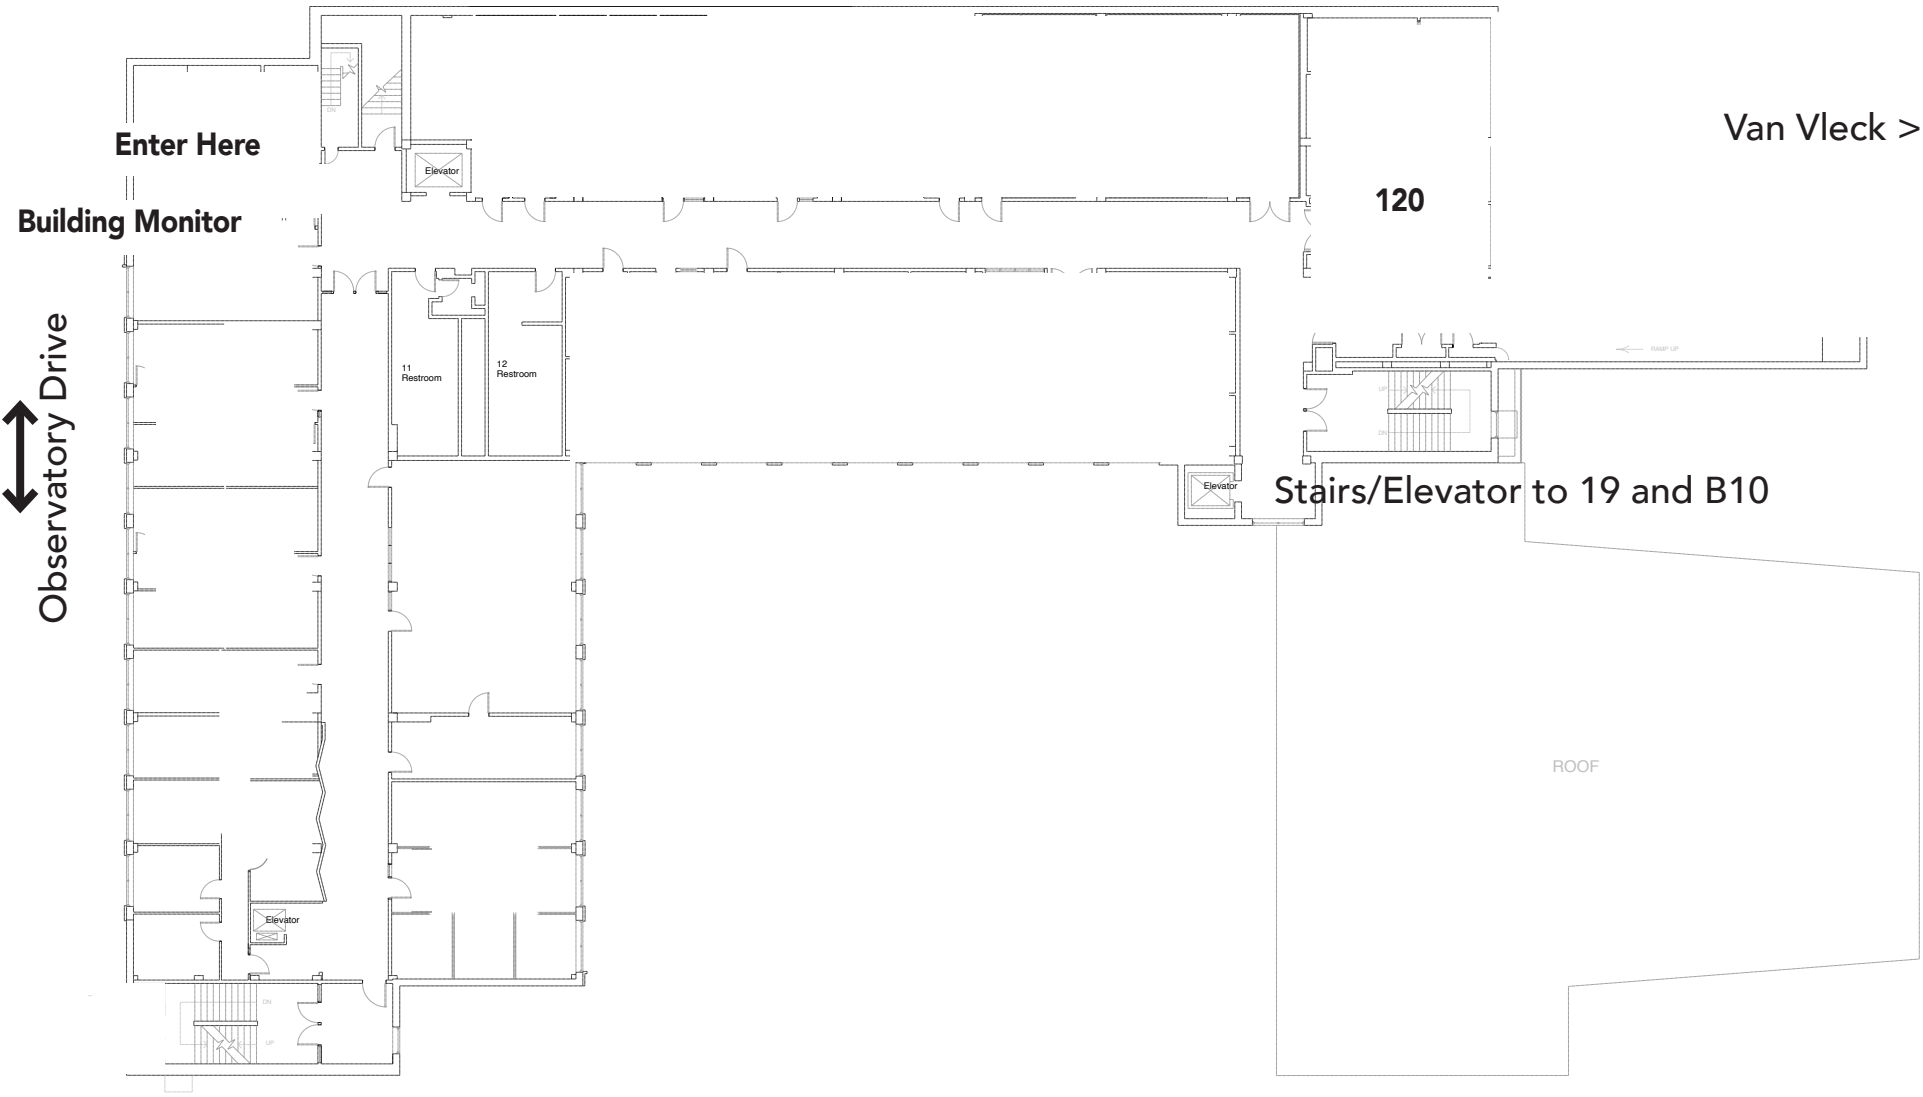 DN
Enter Here
Van Vleck >
Elevator
120
Building Monitor
Observatory Drive
RAMP UP
11
Restroom
12
Restroom
UP
DN
Elevator
Stairs/Elevator to 19 and B10
ROOF
Elevator
DN
UP